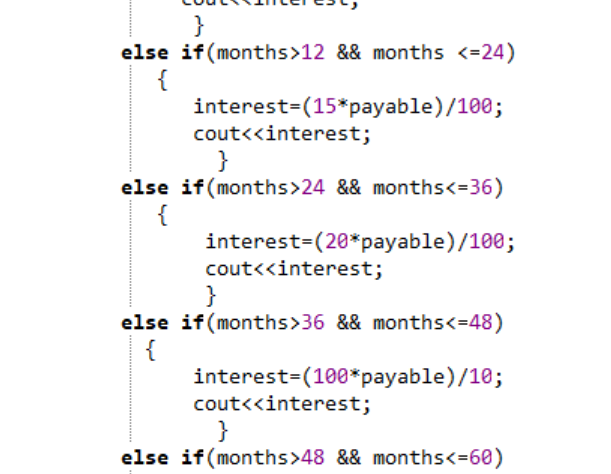 cout<<interest;
}
else if(months>12 && months <=24)
{
interest=(15*payable)/100;
cout<<interest;
}
else if(months>24 && months<=36)
{
interest=(20*payable)/100;
cout<<interest;
}
else if(months>36 && months<=48)
{
interest=(100*payable)/10;
cout<<interest;
}
else if(months>48 && months<=60)